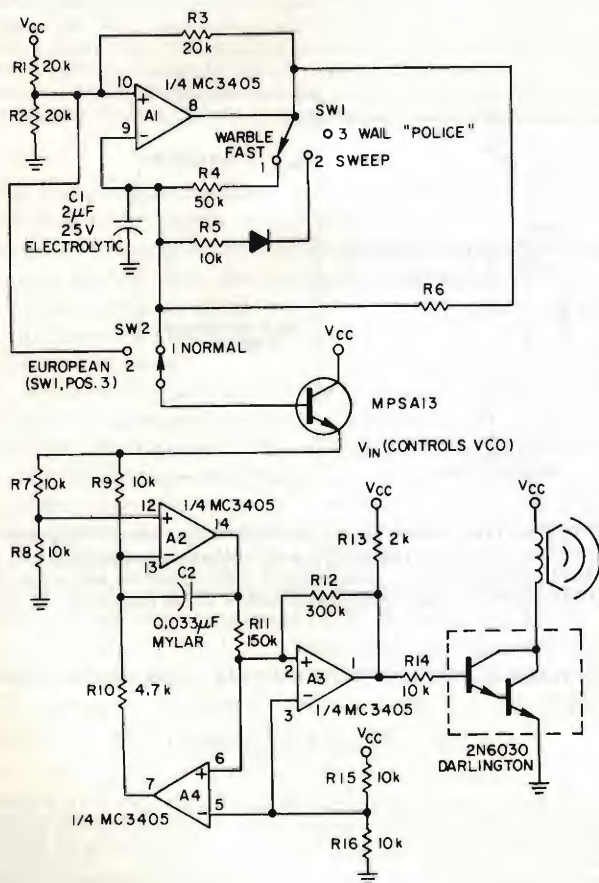 VCC
R1
20k
R2
20k
R3
20k
1/4 MC3405
10
+
A1
8
9
−
SW1
3 WAIL "POLICE"
WARBLE
FAST
1
2 SWEEP
R4
50k
C1
2µF
25V
ELECTROLYTIC
R5
10k
R6
SW2
1 NORMAL
EUROPEAN
2
(SW1, POS. 3)
VCC
MPSA13
VIN (CONTROLS VCO)
R7
10k
R9
10k
1/4 MC3405
12
+
A2
14
13
−
R8
10k
C2
0.033µF
MYLAR
R11
150k
VCC
R13
2k
R12
300k
VCC
2
+
A3
1
−
3
1/4 MC3405
R14
10k
R10
4.7k
2N6030
DARLINGTON
6
+
7
A4
5
−
1/4 MC3405
VCC
R15
10k
R16
10k